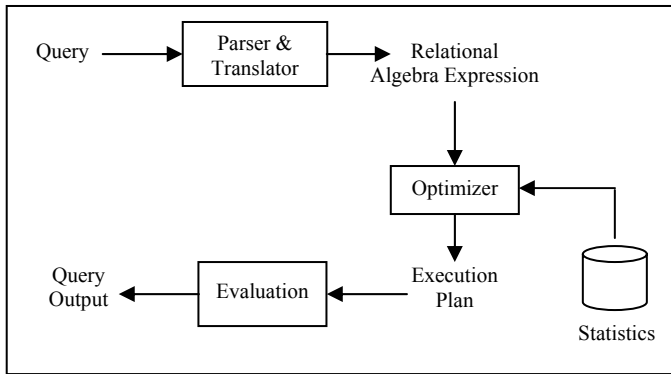 Query
Parser &
Translator
Relational
Algebra Expression
Optimizer
Execution
Plan
Statistics
Evaluation
Query
Output